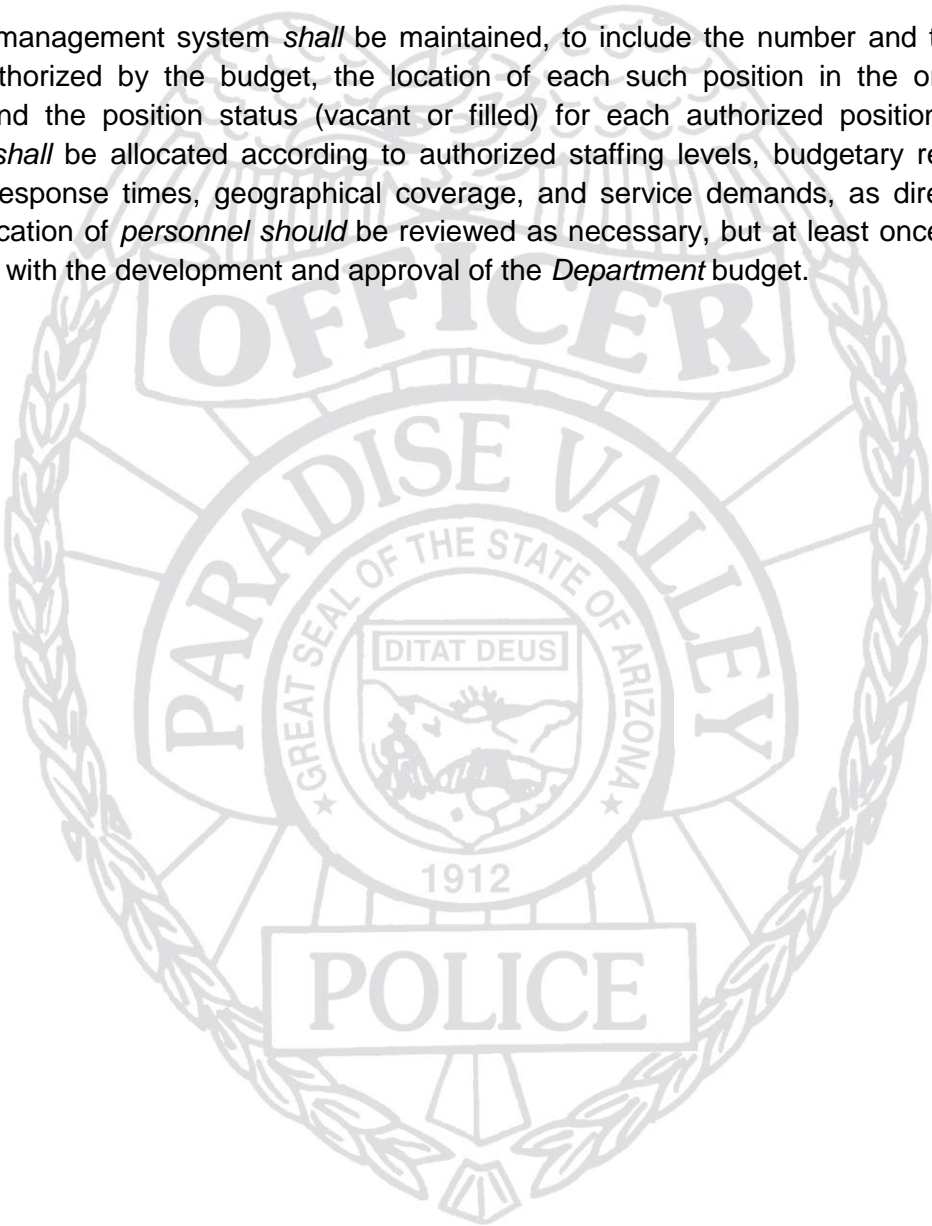 management system shall be maintained, to include the number and
thorized by the budget, the location of each such position in the
nd the position status (vacant or filled) for each authorized position
shall be allocated according to authorized staffing levels, budgetary
esponse times, geographical coverage, and service demands, as
cation of personnel should be reviewed as necessary, but at least once
with the development and approval of the Department budget.
OFFICER
PARADISE VALLEY
GREAT SEAL OF THE STATE OF ARIZONA
DITAT DEUS
1912
POLICE